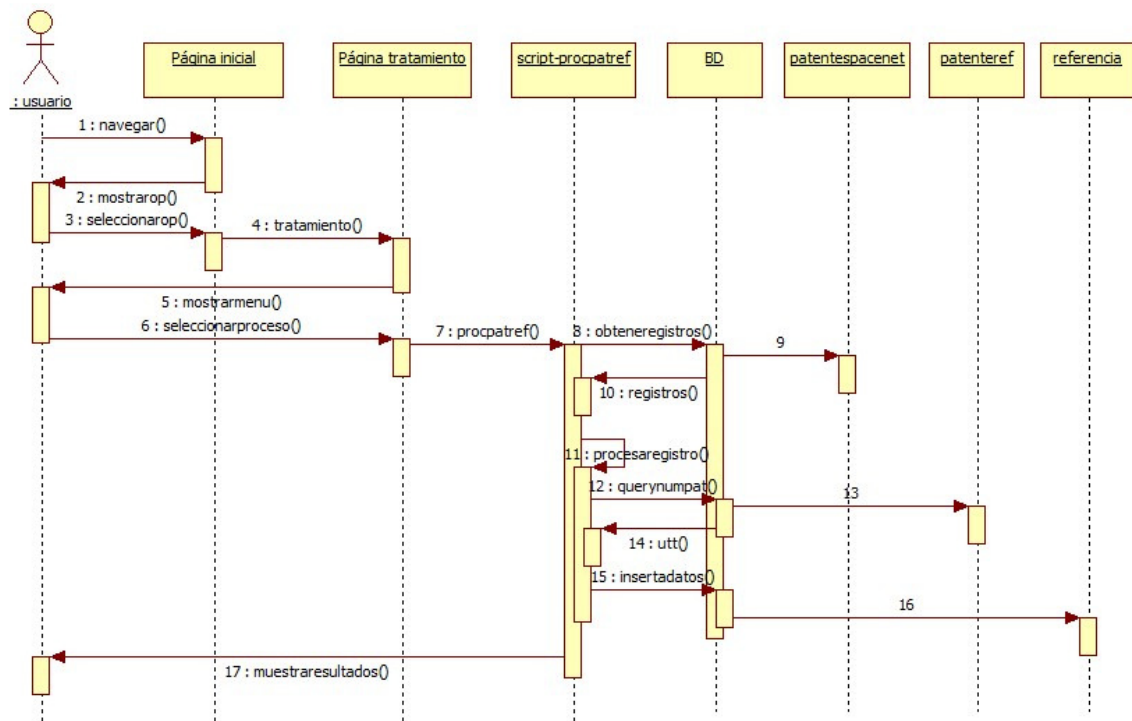 Página inicial
Página tratamiento
script-procpatref
BD
patentespacenet
patenteref
referencia
: usuario
1 : navegar()
2 : mostrarop()
3 : seleccionarop()
4 : tratamiento()
5 : mostrarmenu()
6 : seleccionarproceso()
7 : procpatref()
8 : obteneregistros()
9
10 : registros()
11 : procesaregistro()
12 : querynumpat()
13
14 : utt()
15 : insertadatos()
16
17 : muestraresultados()